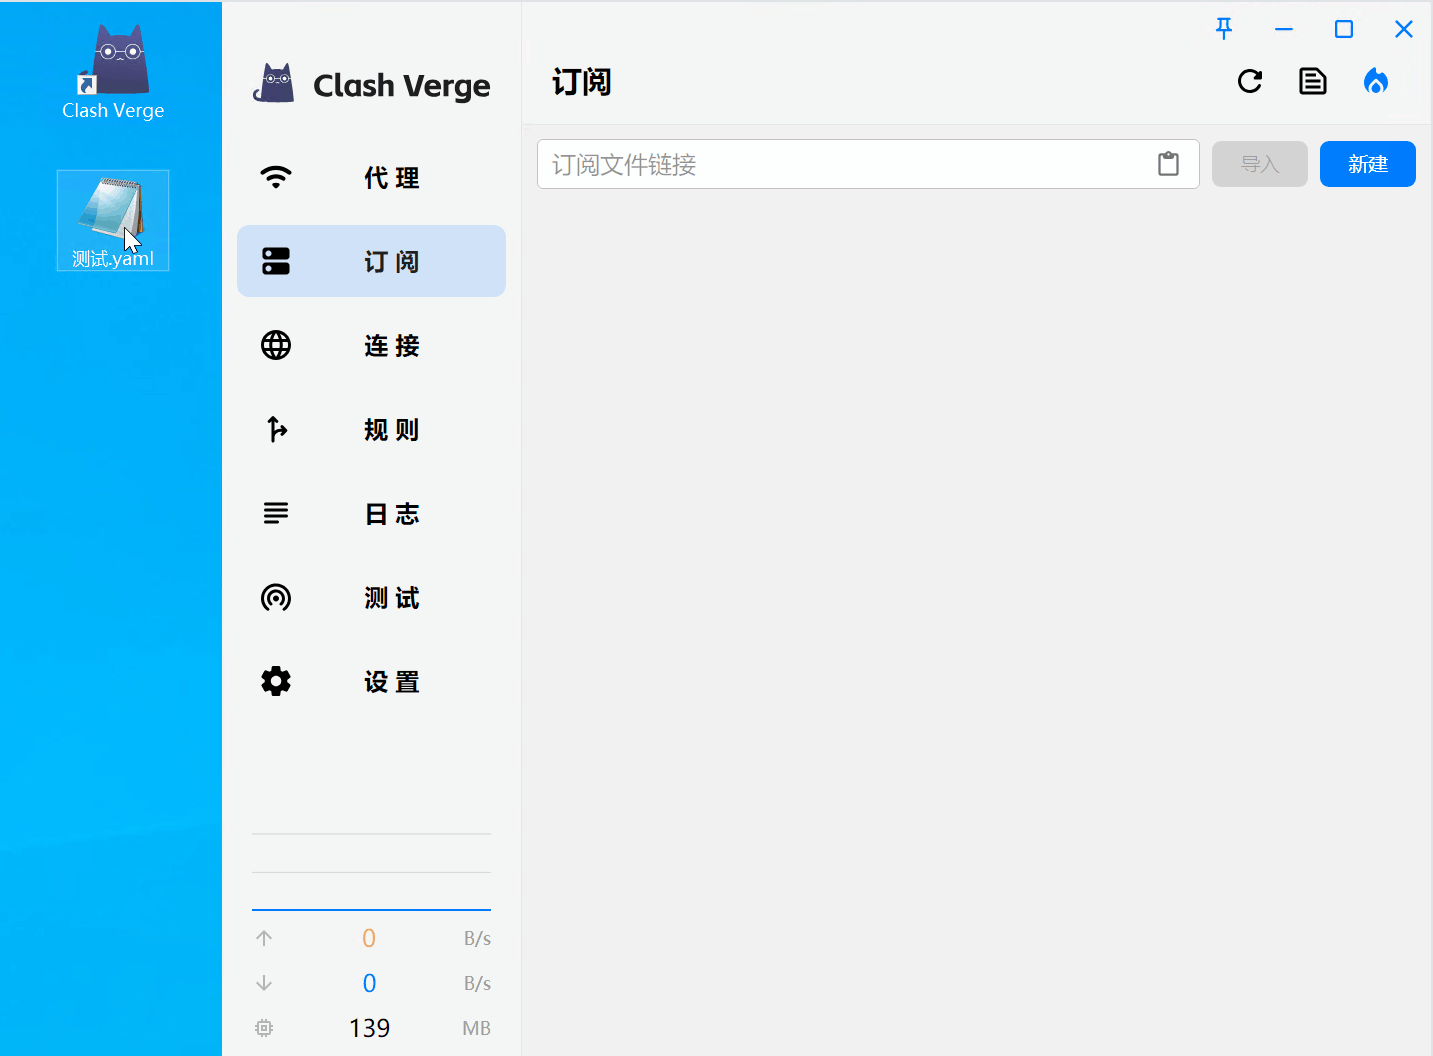 Clash Verge
测试.yaml
Clash Verge
代 理
订 阅
连 接
规 则
日 志
测 试
设 置
0 B/s
0 B/s
139 MB
订阅
订阅文件链接
导入
新建